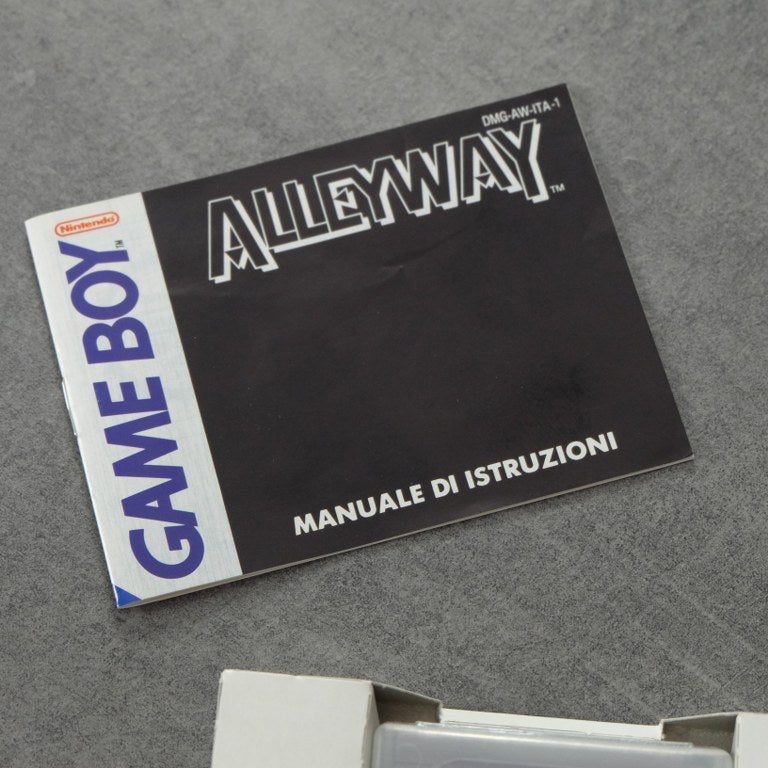 DMG-AW-ITA-1
ALLEYWAY™
Nintendo®
GAME BOY™
MANUALE DI ISTRUZIONI